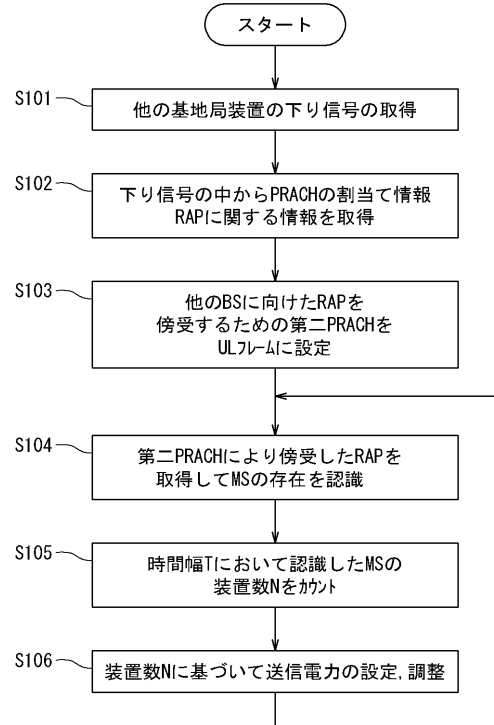 スタート
S101
他の基地局装置の下り信号の取得
S102
下り信号の中からPRACHの割当て情報
RAPに関する情報を取得
S103
他のBSに向けたRAPを
傍受するための第二PRACHを
ULﾌﾚｰﾑに設定
S104
第二PRACHにより傍受したRAPを
取得してMSの存在を認識
S105
時間幅Tにおいて認識したMSの
装置数Nをｶｳﾝﾄ
S106
装置数Nに基づいて送信電力の設定,調整